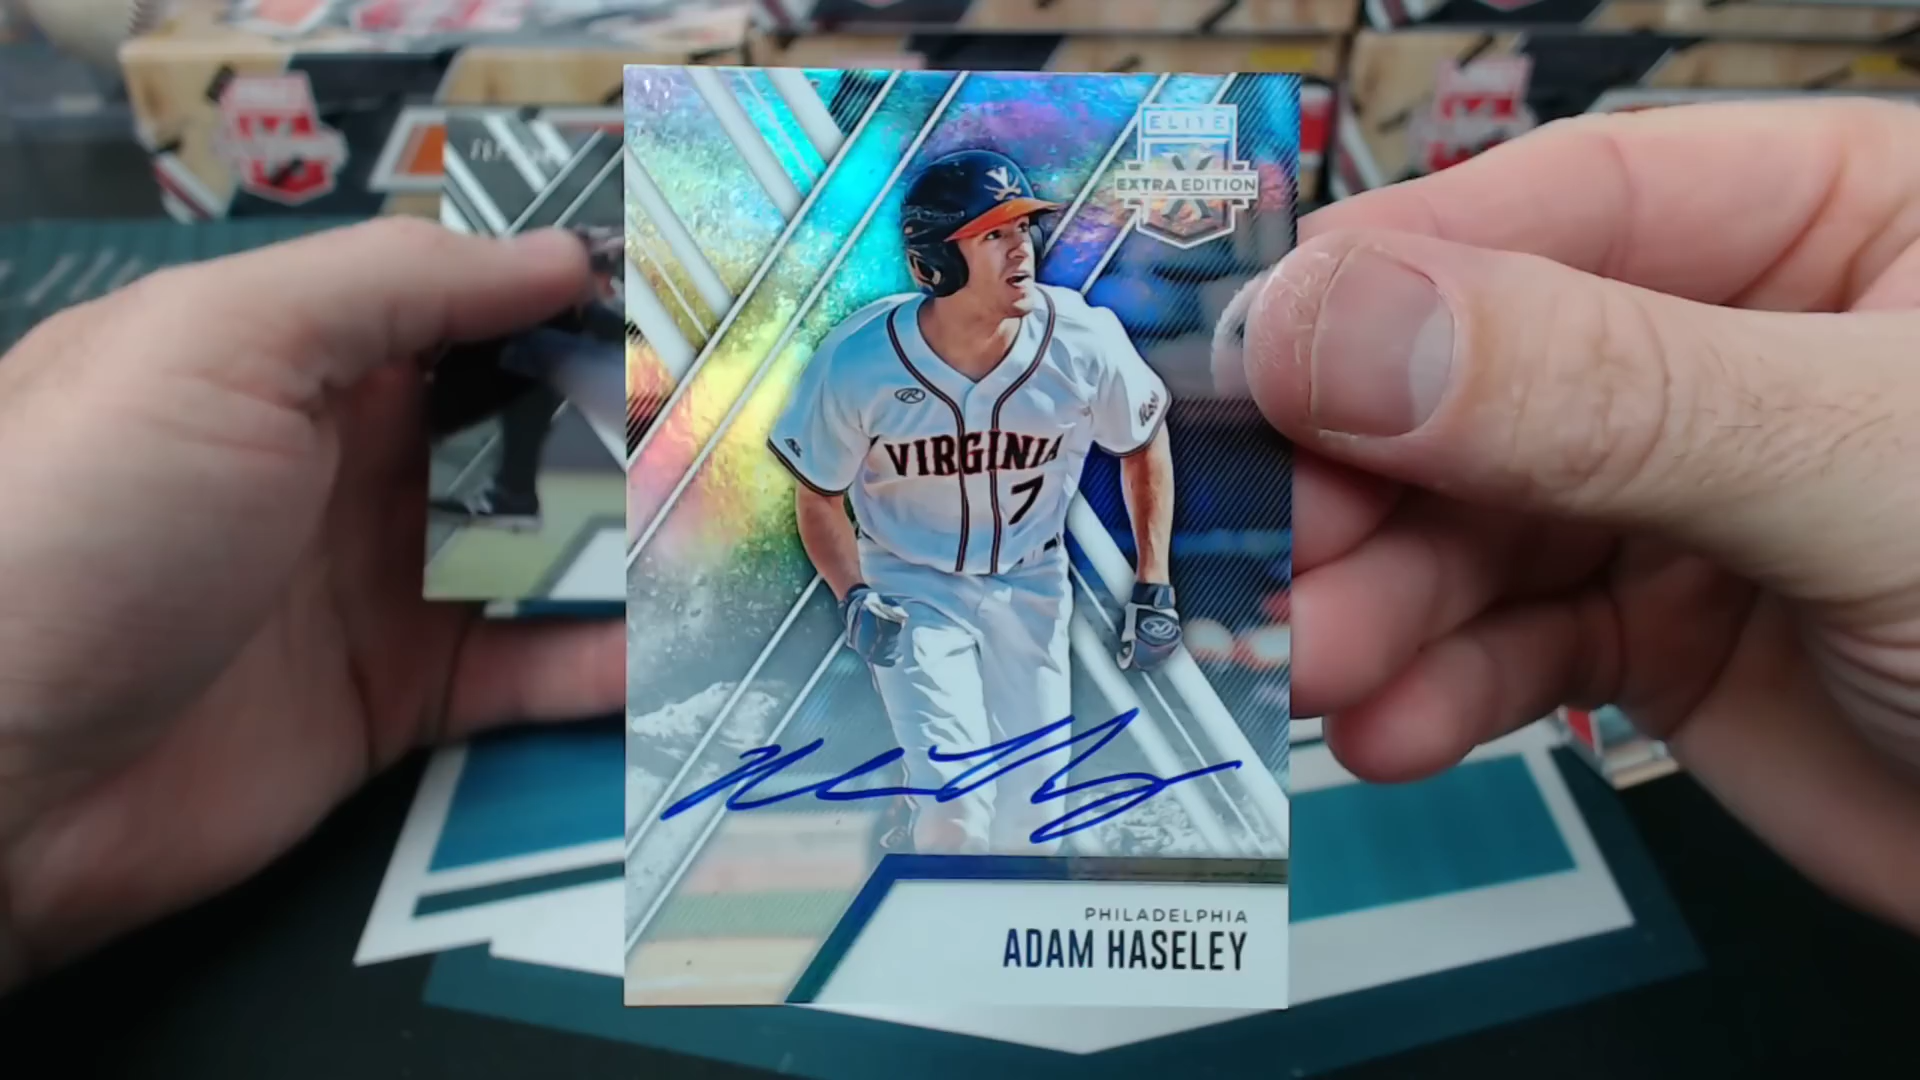 ELITE
EXTRA EDITION
VIRGINIA
7
PHILADELPHIA
ADAM HASELEY